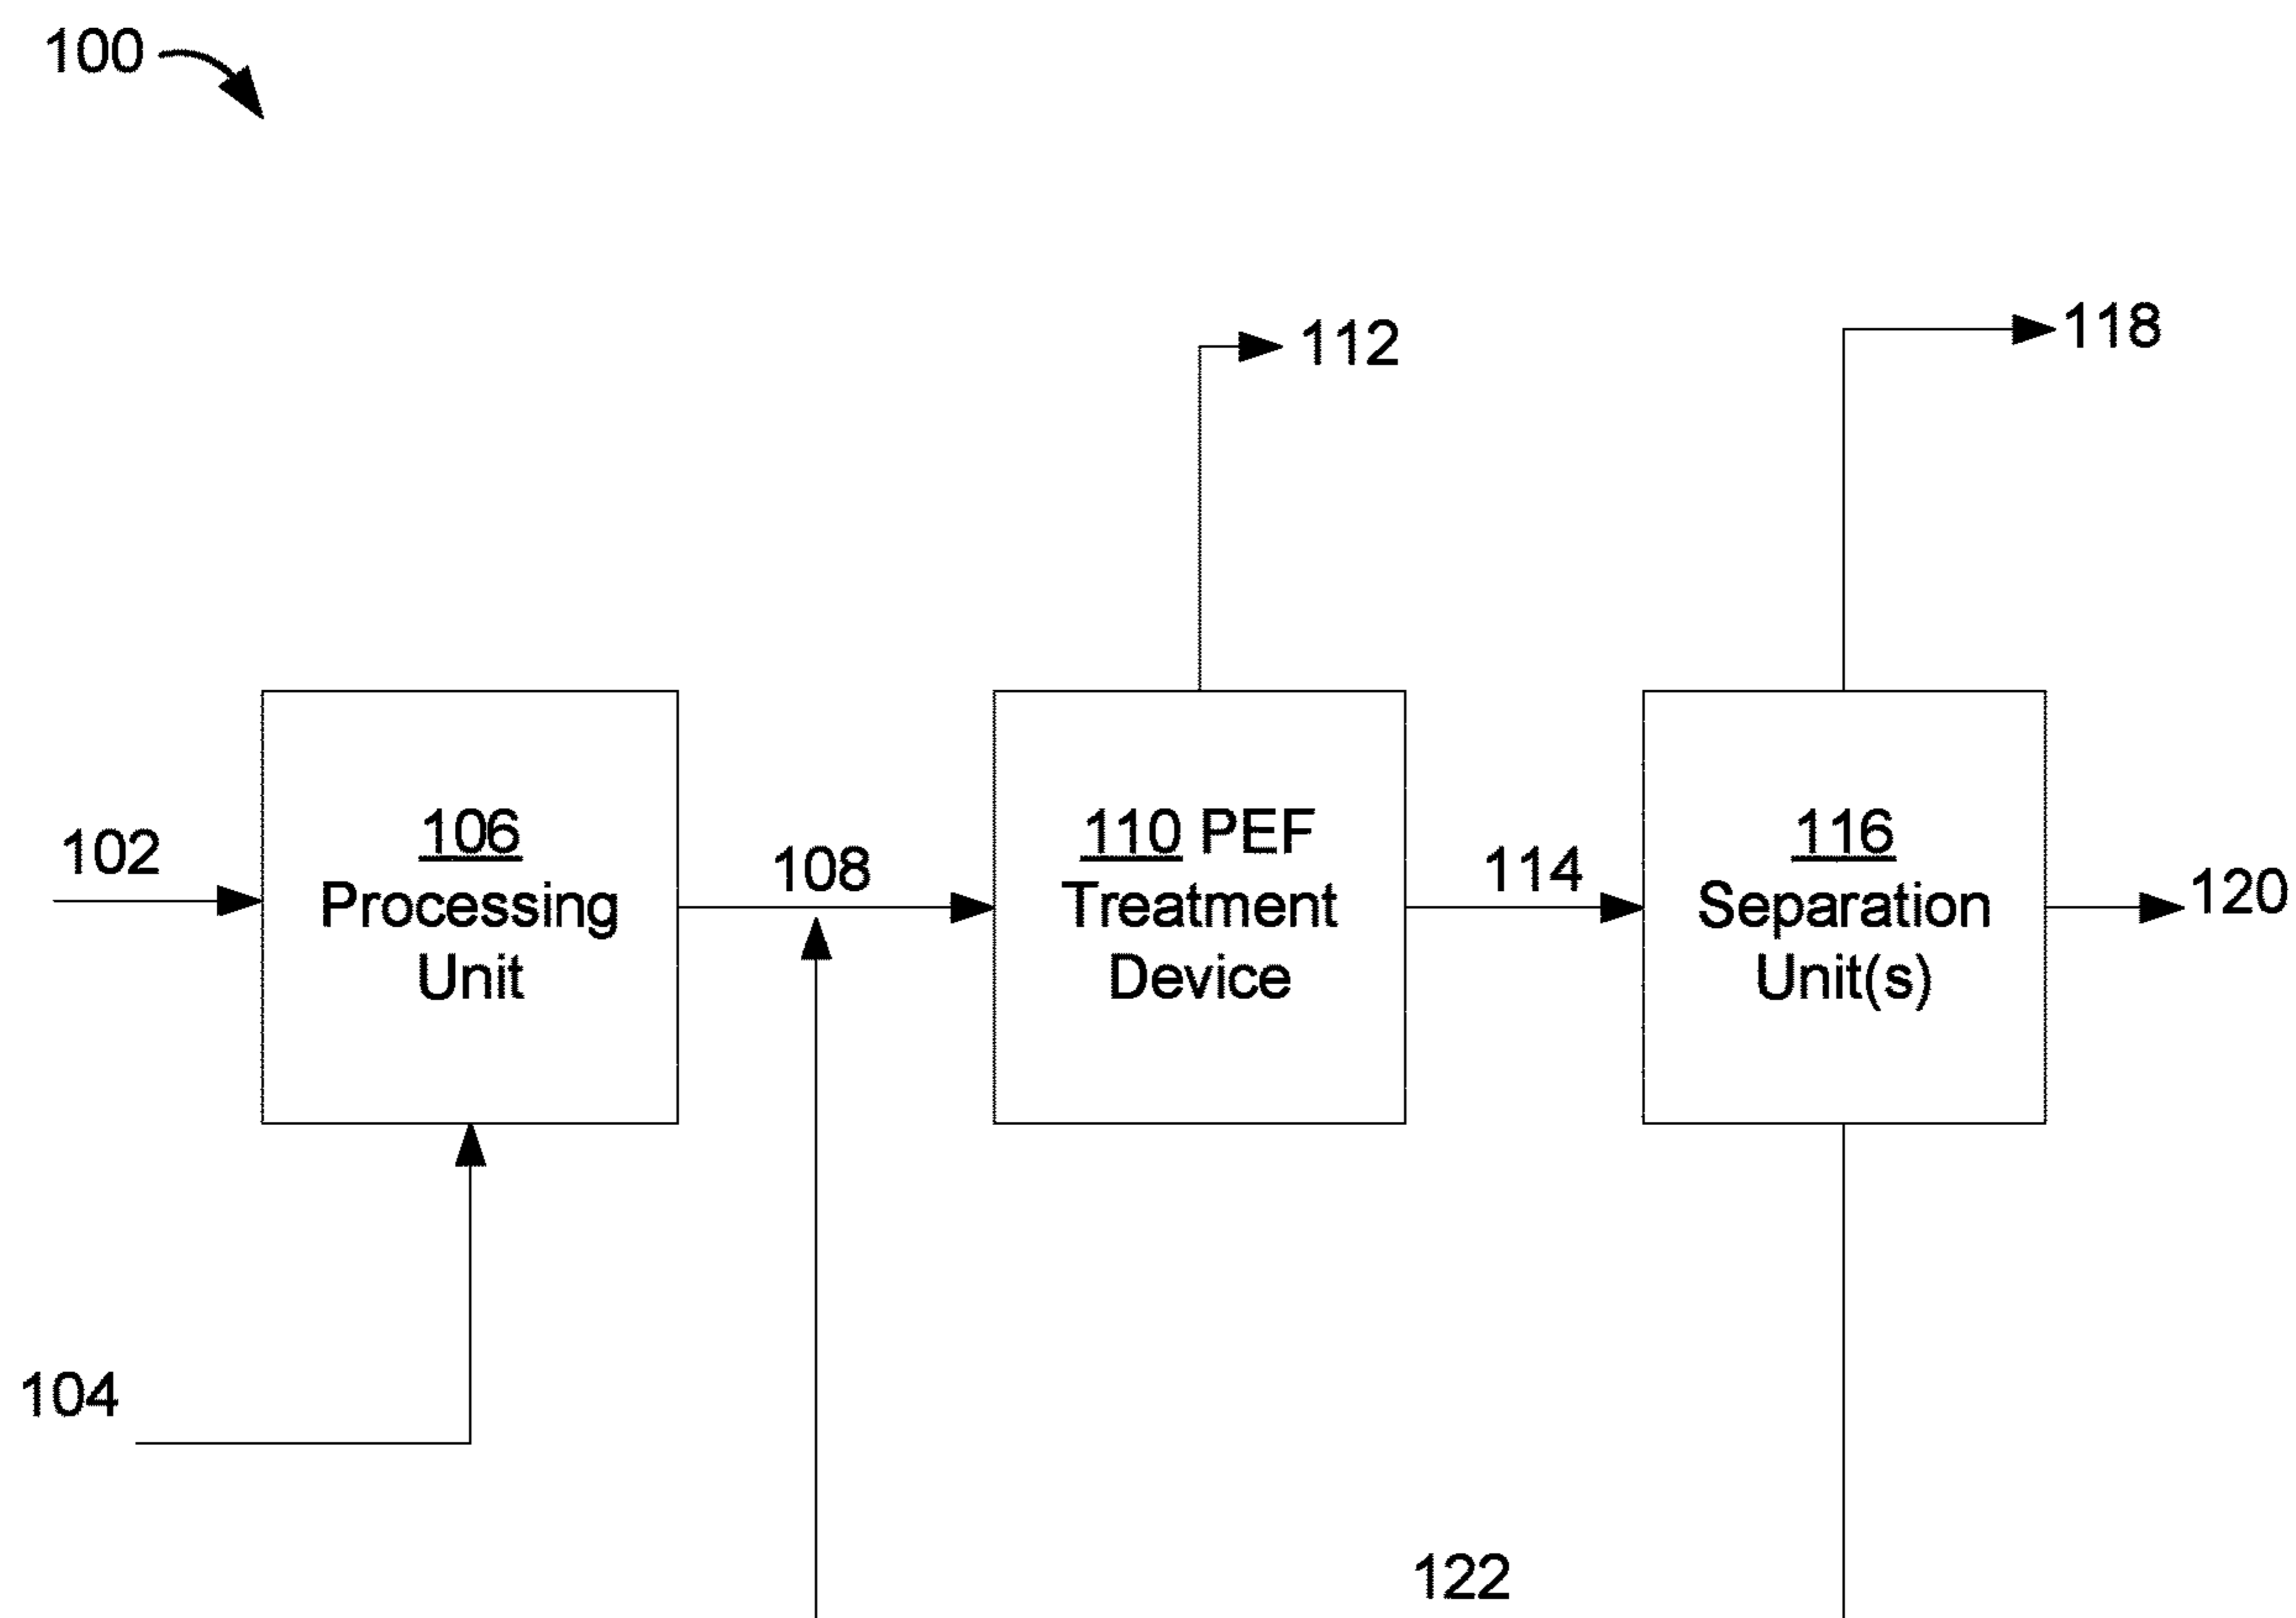 100
112
118
102
106
Processing
Unit
108
110 PEF
Treatment
Device
114
116
Separation
Unit(s)
120
104
122